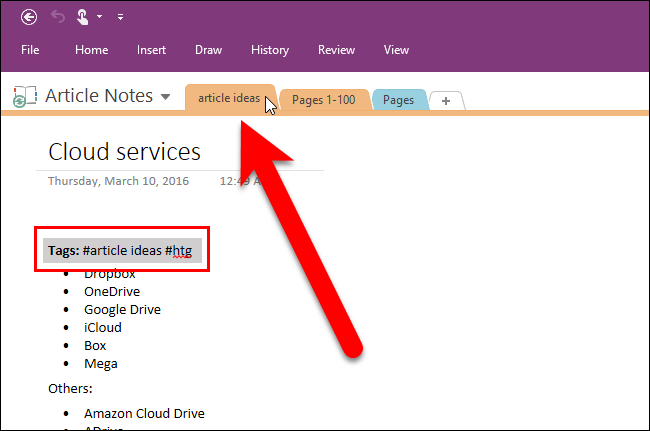 File Home Insert Draw History Review View
Article Notes article ideas Pages 1-100 Pages +
Cloud services
Thursday, March 10, 2016 12:49
Tags: #article ideas #htg
• Dropbox
• OneDrive
• Google Drive
• iCloud
• Box
• Mega
Others:
• Amazon Cloud Drive